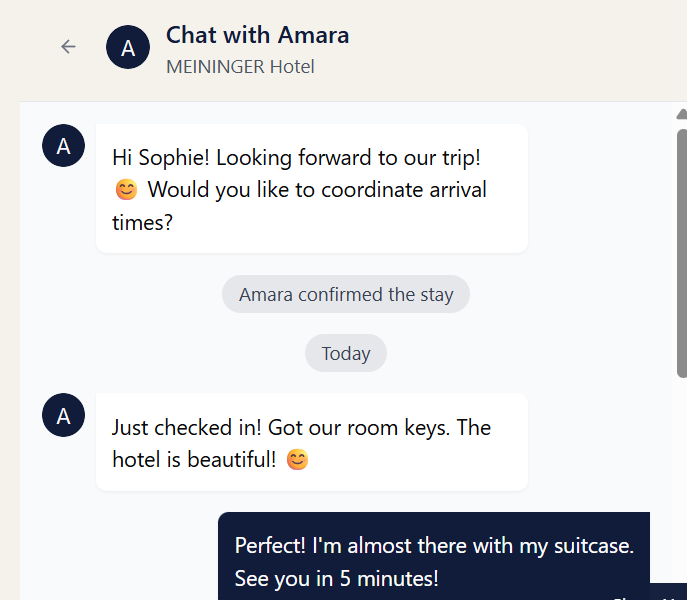 A
Chat with Amara
MEININGER Hotel
A
Hi Sophie! Looking forward to our trip!
😊 Would you like to coordinate arrival
times?
Amara confirmed the stay
Today
A
Just checked in! Got our room keys. The
hotel is beautiful! 😊
Perfect! I'm almost there with my suitcase.
See you in 5 minutes!